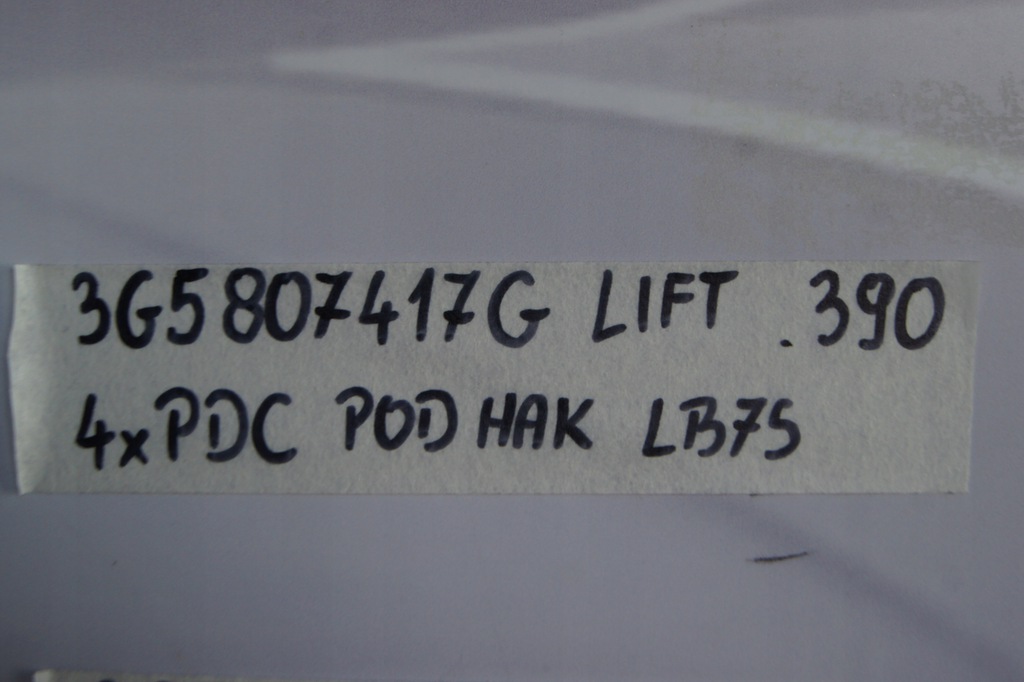 3G5807417G LIFT .390
4xPDC POD HAK LB7S